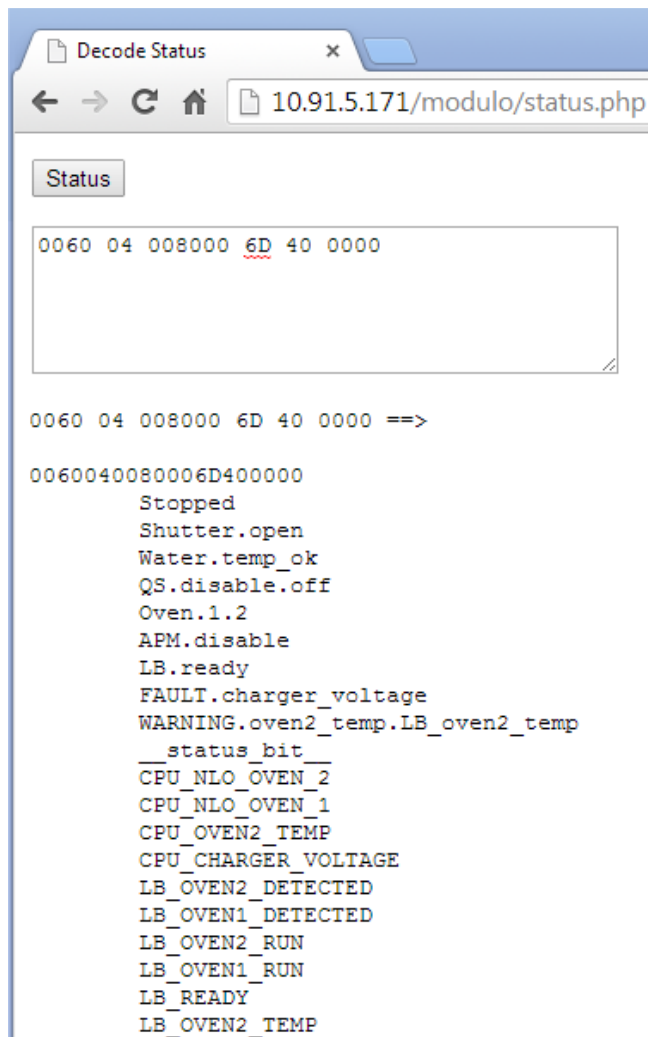 Decode Status
10.91.5.171/modulo/status.php
Status
0060 04 008000 6D 40 0000
0060 04 008000 6D 40 0000 ==>
0060040080006D400000
Stopped
Shutter.open
Water.temp_ok
QS.disable.off
Oven.1.2
APM.disable
LB.ready
FAULT.charger_voltage
WARNING.oven2_temp.LB_oven2_temp
__status_bit__
CPU_NLO_OVEN_2
CPU_NLO_OVEN_1
CPU_OVEN2_TEMP
CPU_CHARGER_VOLTAGE
LB_OVEN2_DETECTED
LB_OVEN1_DETECTED
LB_OVEN2_RUN
LB_OVEN1_RUN
LB_READY
LB_OVEN2_TEMP